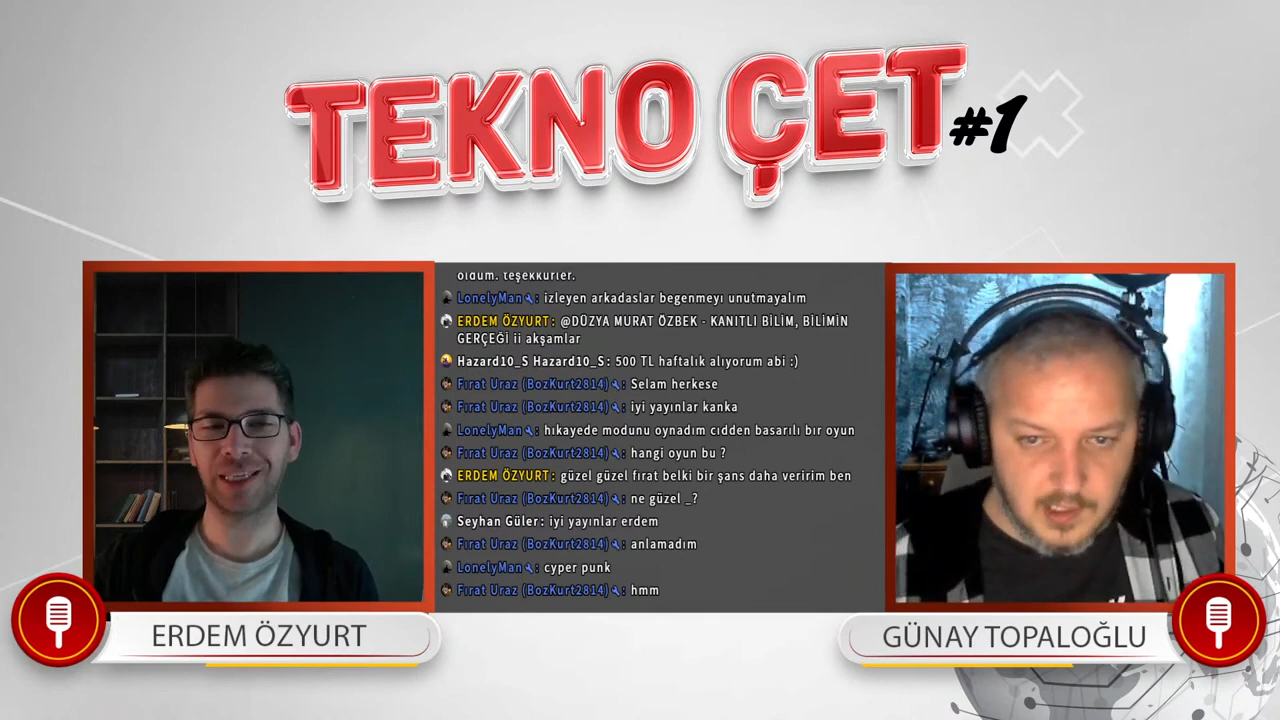 TEKNO ÇET #1
oldum. teşekkürler.
LonelyMan: izleyen arkadaslar begenmeyı unutmayalım
ERDEM ÖZYURT: @DÜZYA MURAT ÖZBEK - KANITLI BİLİM, BİLİMİN
GERÇEĞİ ii akşamlar
Hazard10_S Hazard10_S: 500 TL haftalık alıyorum abi :)
Fırat Uraz (BozKurt2814): Selam herkese
Fırat Uraz (BozKurt2814): iyi yayınlar kanka
LonelyMan: hıkayede modunu oynadım cıdden basarılı bir oyun
Fırat Uraz (BozKurt2814): hangi oyun bu ?
ERDEM ÖZYURT: güzel güzel fırat belki bir şans daha veririm ben
Fırat Uraz (BozKurt2814): ne güzel _?
Seyhan Güler: iyi yayınlar erdem
Fırat Uraz (BozKurt2814): anlamadım
LonelyMan: cyper punk
Fırat Uraz (BozKurt2814): hmm
ERDEM ÖZYURT
GÜNAY TOPALOĞLU